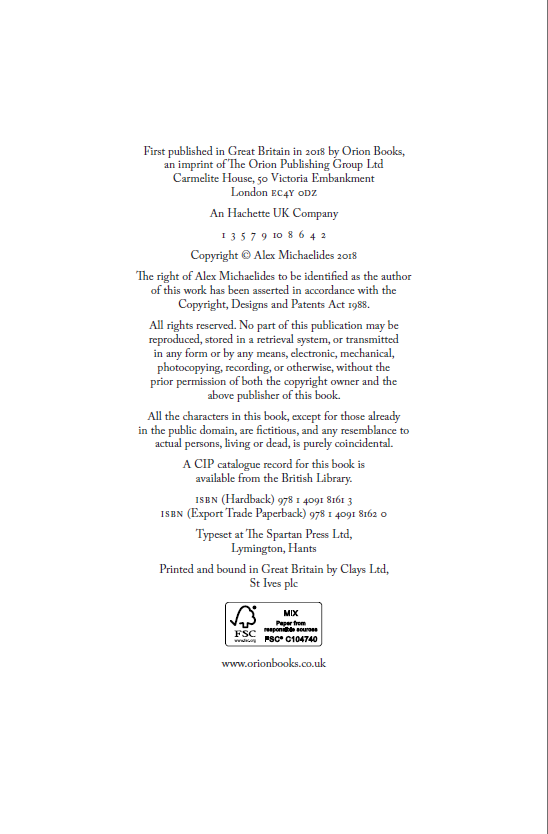 First published in Great Britain in 2018 by Orion Books,
an imprint of The Orion Publishing Group Ltd
Carmelite House, 50 Victoria Embankment
London EC4Y 0DZ
An Hachette UK Company
1 3 5 7 9 10 8 6 4 2
Copyright © Alex Michaelides 2018
The right of Alex Michaelides to be identified as the author
of this work has been asserted in accordance with the
Copyright, Designs and Patents Act 1988.
All rights reserved. No part of this publication may be
reproduced, stored in a retrieval system, or transmitted
in any form or by any means, electronic, mechanical,
photocopying, recording, or otherwise, without the
prior permission of both the copyright owner and the
above publisher of this book.
All the characters in this book, except for those already
in the public domain, are fictitious, and any resemblance to
actual persons, living or dead, is purely coincidental.
A CIP catalogue record for this book is
available from the British Library.
ISBN (Hardback) 978 1 4091 8161 3
ISBN (Export Trade Paperback) 978 1 4091 8162 0
Typeset at The Spartan Press Ltd,
Lymington, Hants
Printed and bound in Great Britain by Clays Ltd,
St Ives plc
FSC
www.fsc.org
MIX
Paper from
responsible sources
FSC® C104740
www.orionbooks.co.uk